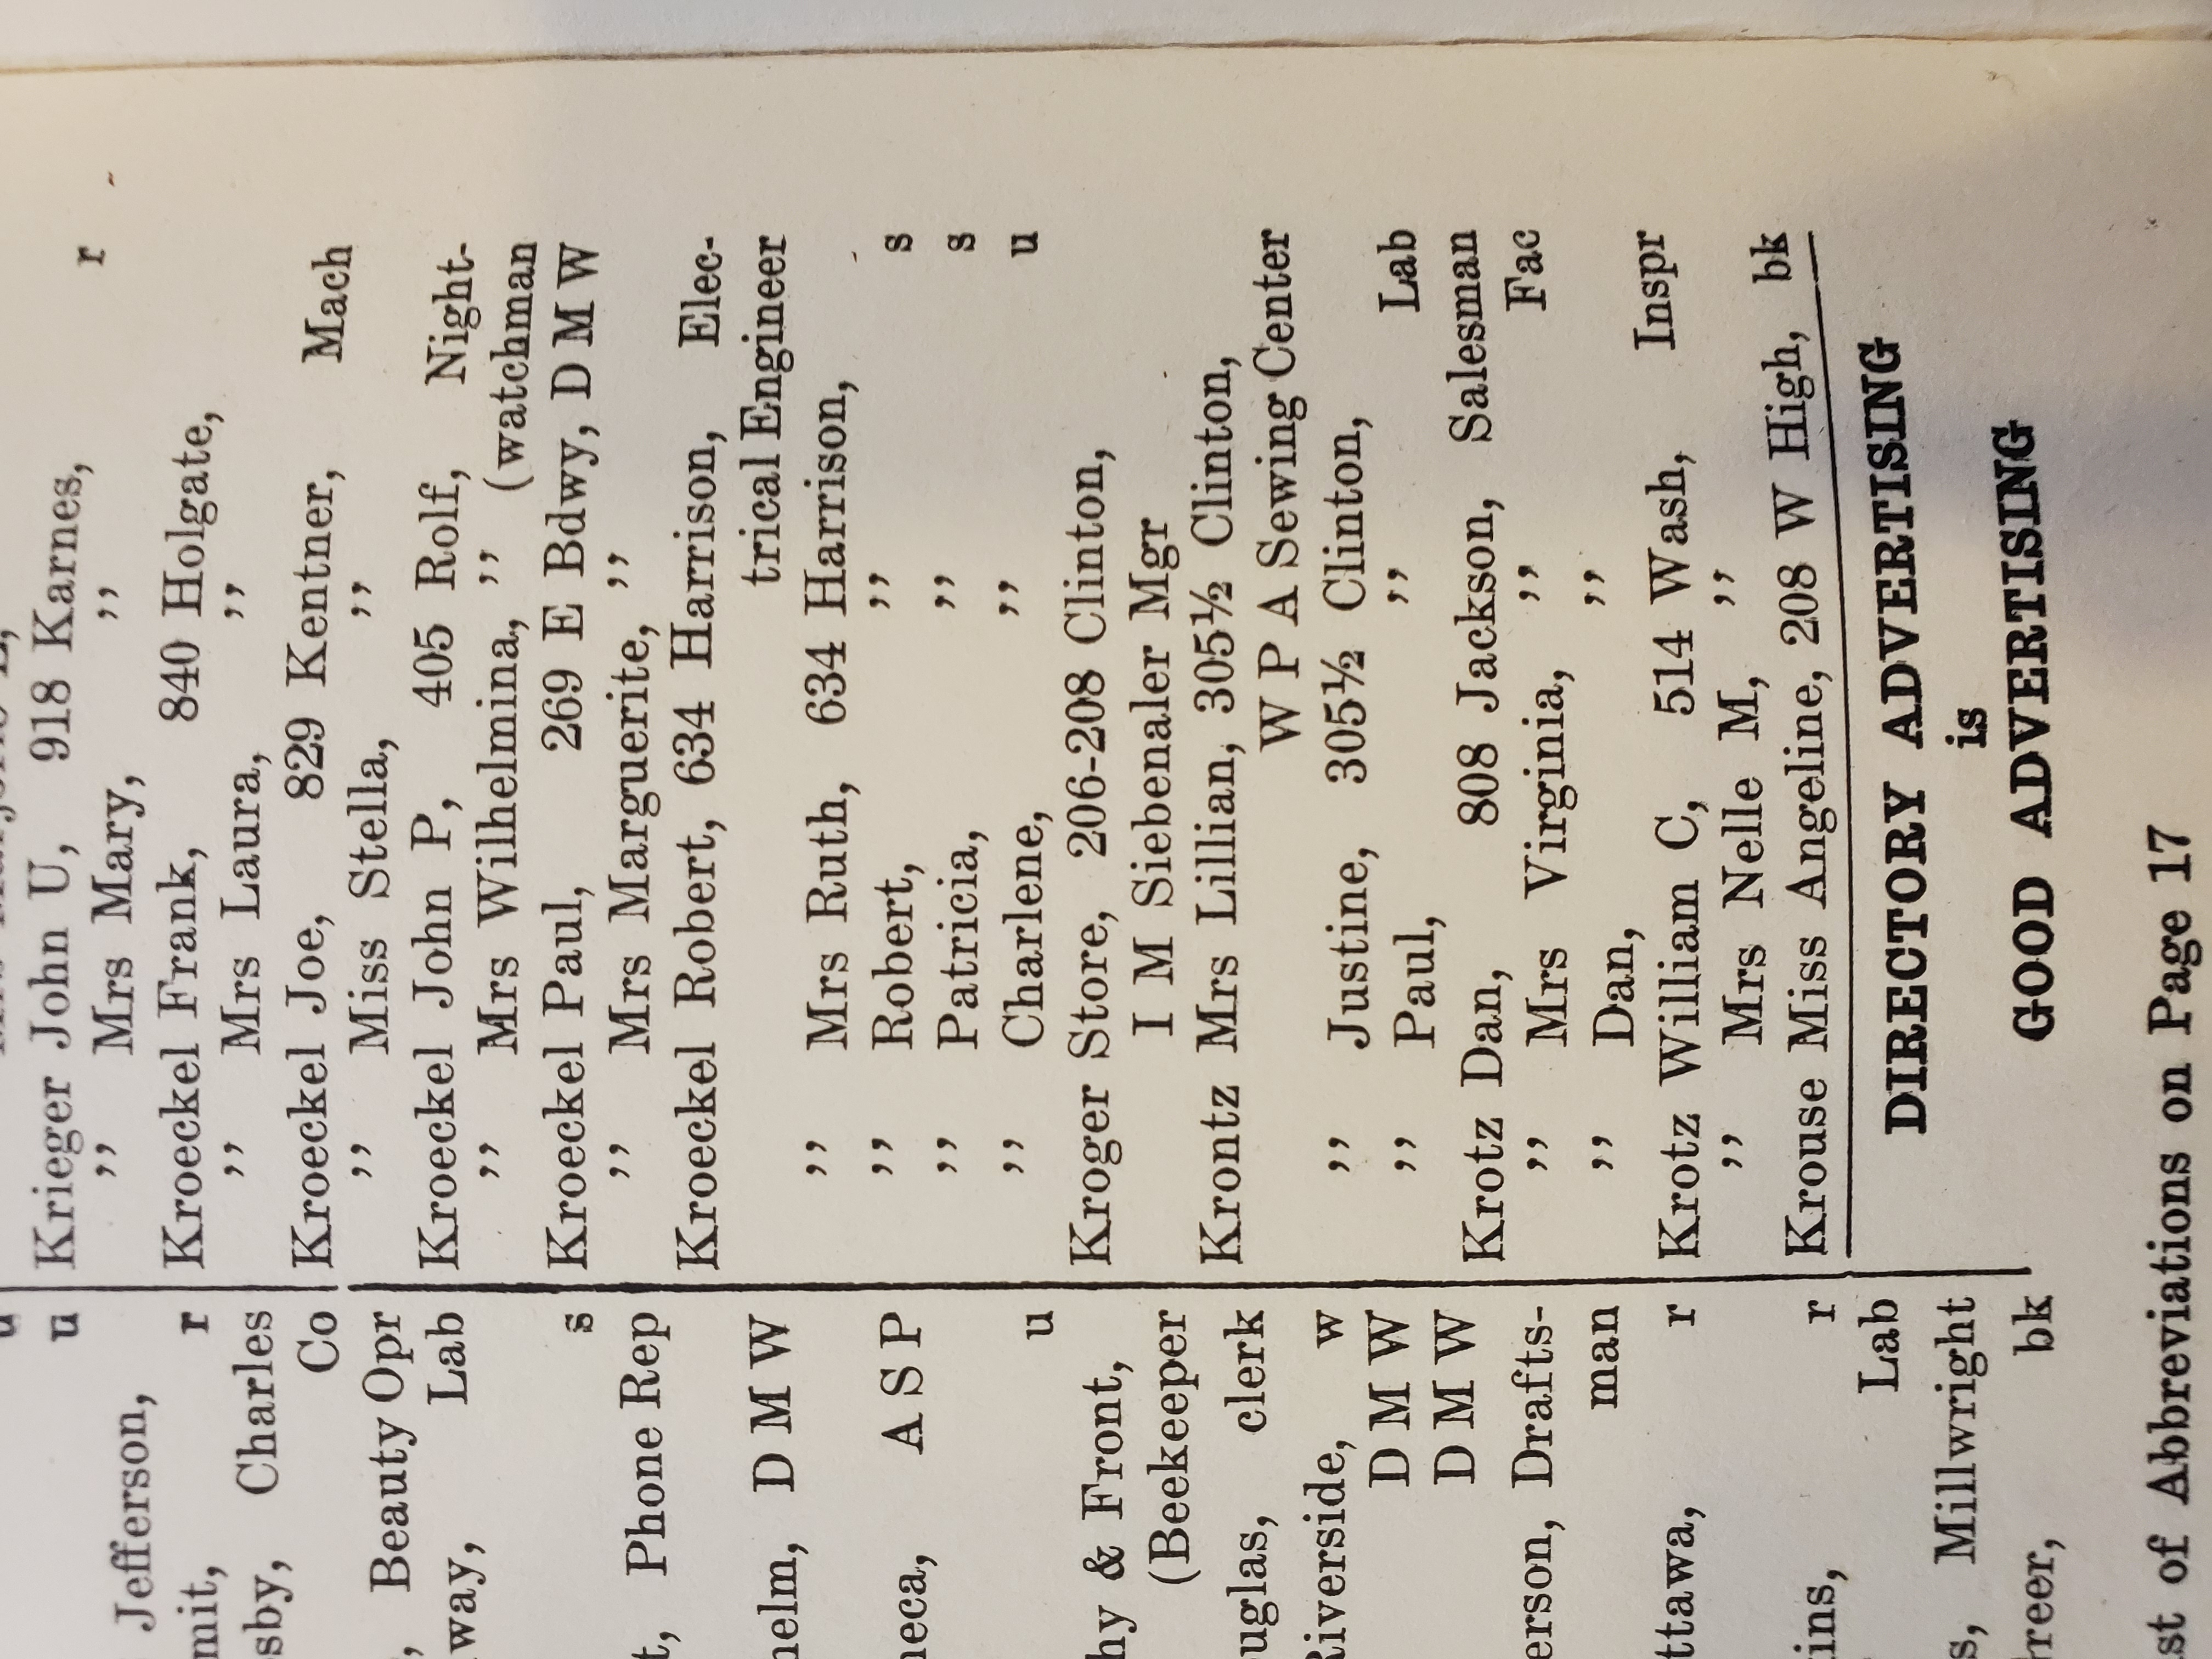 u
u
Jefferson,
mit, r
sby, Charles
Co
Beauty Opr
way, Lab
s
t, Phone Rep
helm, D M W
neca, A S P
u
hy & Front,
(Beekeeper
uglas, clerk
Riverside, w
D M W
D M W
erson, Drafts-
man
ttawa, r
ins, r
Lab
s, Millwright
hreer, bk
Krieger John U, 918 Karnes,
,, Mrs Mary, ,, r
Kroeckel Frank, 840 Holgate,
,, Mrs Laura, ,,
Kroeckel Joe, 829 Kentner, Mach
,, Miss Stella, ,,
Kroeckel John P, 405 Rolf, Night-
,, Mrs Wilhelmina, ,, (watchman
Kroeckel Paul, 269 E Bdwy, D M W
,, Mrs Marguerite, ,,
Kroeckel Robert, 634 Harrison, Elec-
trical Engineer
,, Mrs Ruth, 634 Harrison,
,, Robert, ,, s
,, Patricia, ,, s
,, Charlene, ,, u
Kroger Store, 206-208 Clinton,
I M Siebenaler Mgr
Krontz Mrs Lillian, 305½ Clinton,
W P A Sewing Center
,, Justine, 305½ Clinton,
,, Paul, ,, Lab
Krotz Dan, 808 Jackson, Salesman
,, Mrs Virginia, ,, Fac
,, Dan, ,,
Krotz William C, 514 Wash, Inspr
,, Mrs Nelle M, ,,
Krouse Miss Angeline, 208 W High, bk
DIRECTORY ADVERTISING
is
GOOD ADVERTISING
st of Abbreviations on Page 17